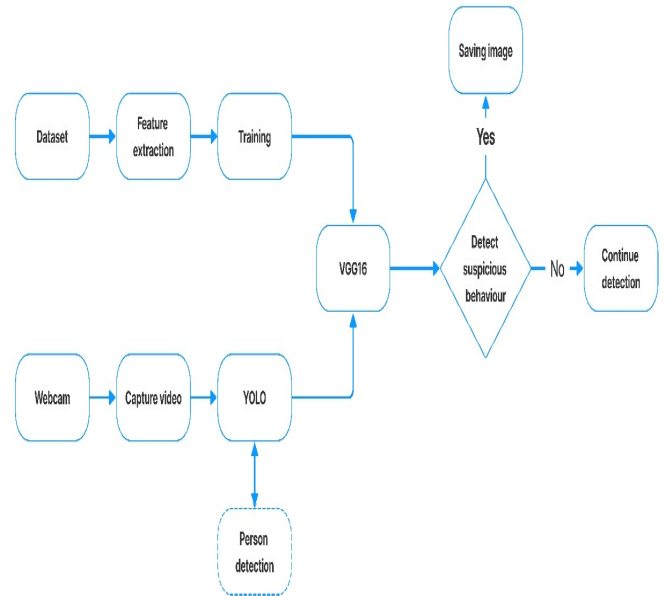 Saving image
Dataset
Feature
extraction
Training
Yes
VGG16
Detect
suspicious
behaviour
No
Continue
detection
Webcam
Capture video
YOLO
Person
detection